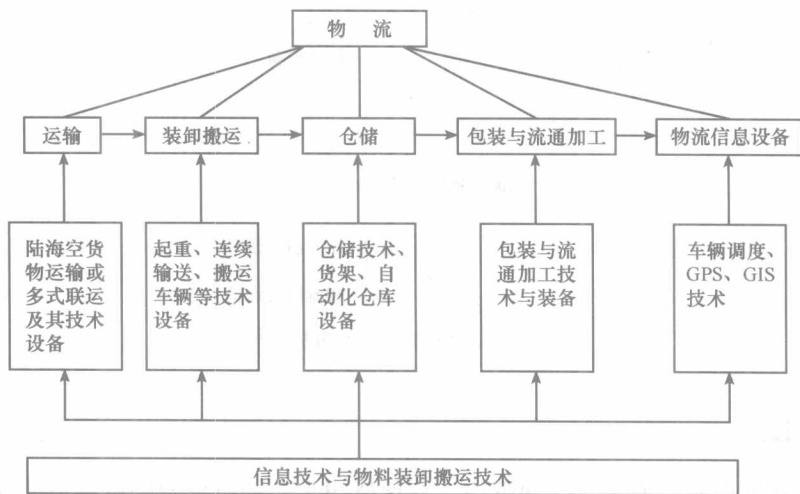 物 流
运输
装卸搬运
仓储
包装与流通加工
物流信息设备
陆海空货
物运输或
多式联运
及其技术
设备
起重、连续
输送、搬运
车辆等技术
设备
仓储技术、
货架、自
动化仓库
设备
包装与流
通加工技
术与装备
车辆调度、
GPS、GIS
技术
信息技术与物料装卸搬运技术